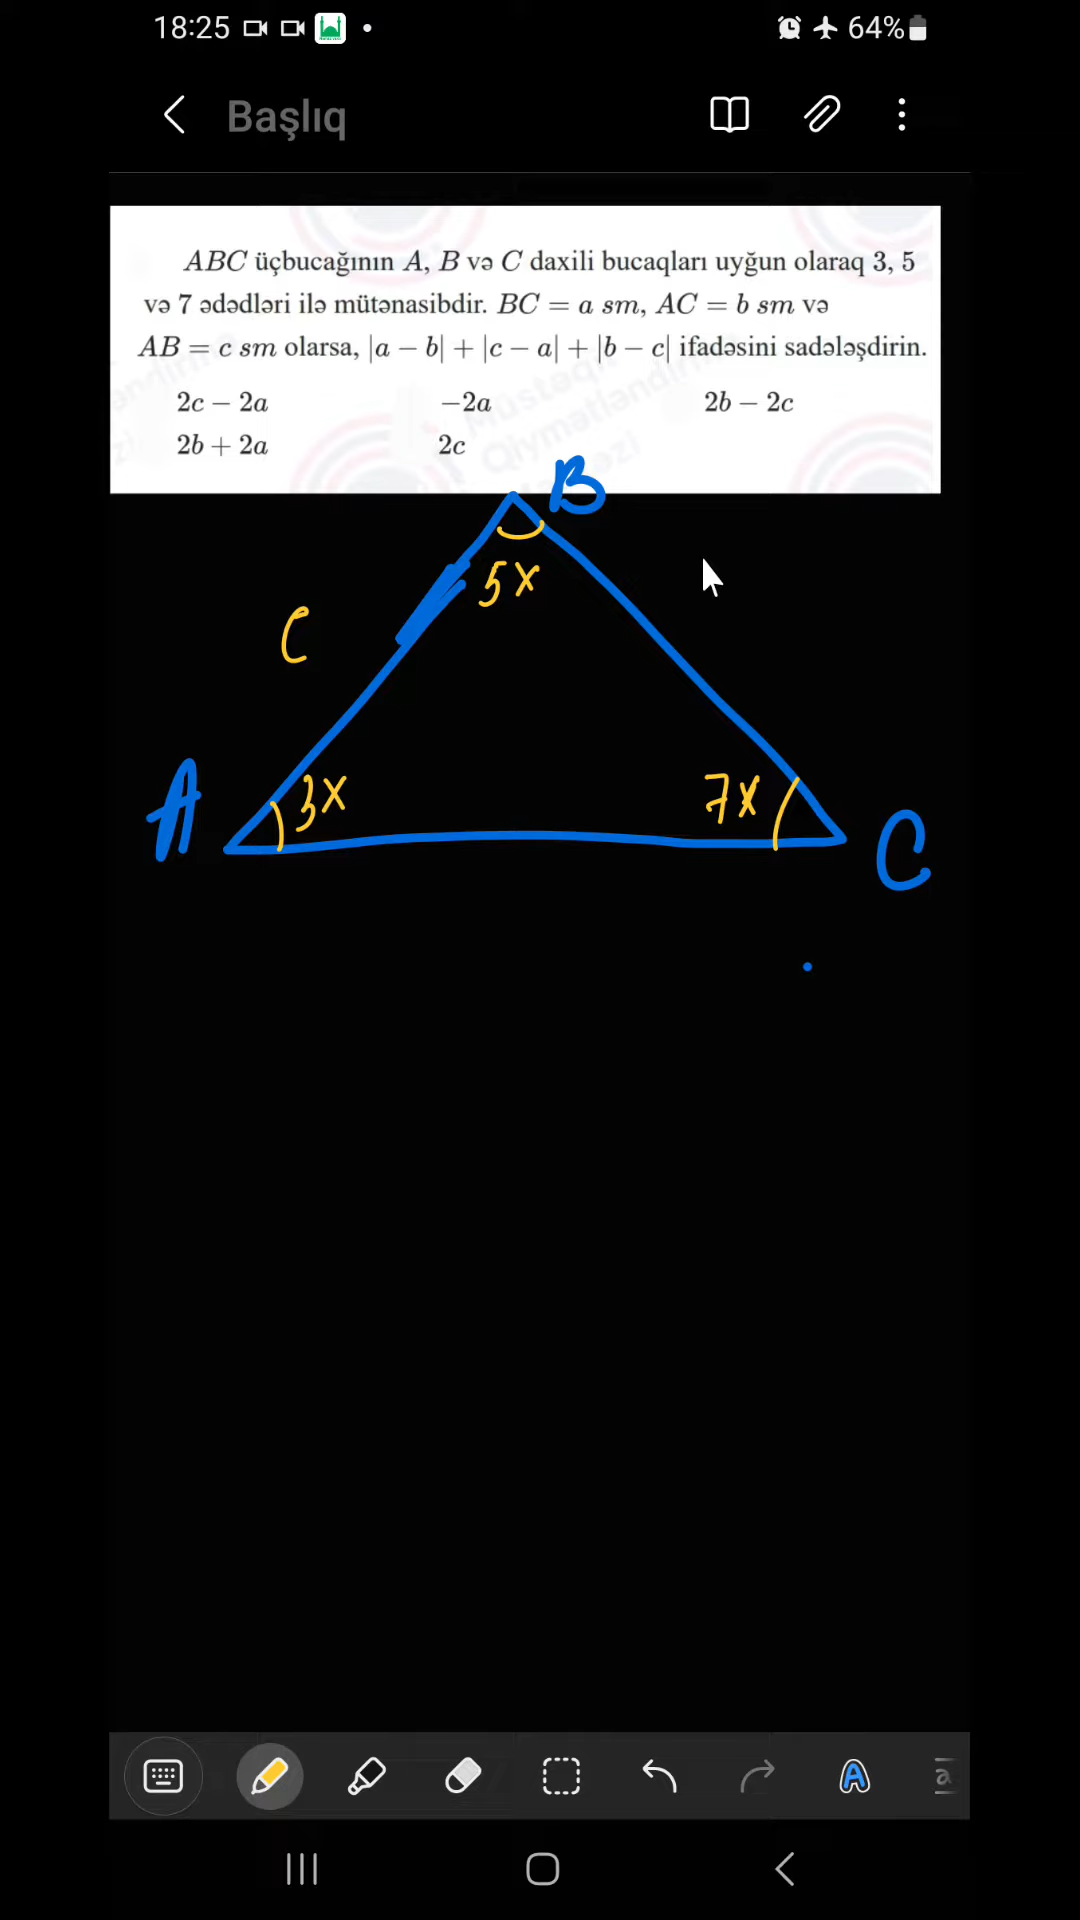 18:25
64%
Başlıq
ABC üçbucağının A, B və C daxili bucaqları uyğun olaraq 3, 5
və 7 ədədləri ilə mütənasibdir. BC = a sm, AC = b sm və
AB = c sm olarsa, |a − b| + |c − a| + |b − c| ifadəsini sadələşdirin.
2c − 2a −2a 2b − 2c
2b + 2a 2c
B
5x
C
A 3x 7x C
A a